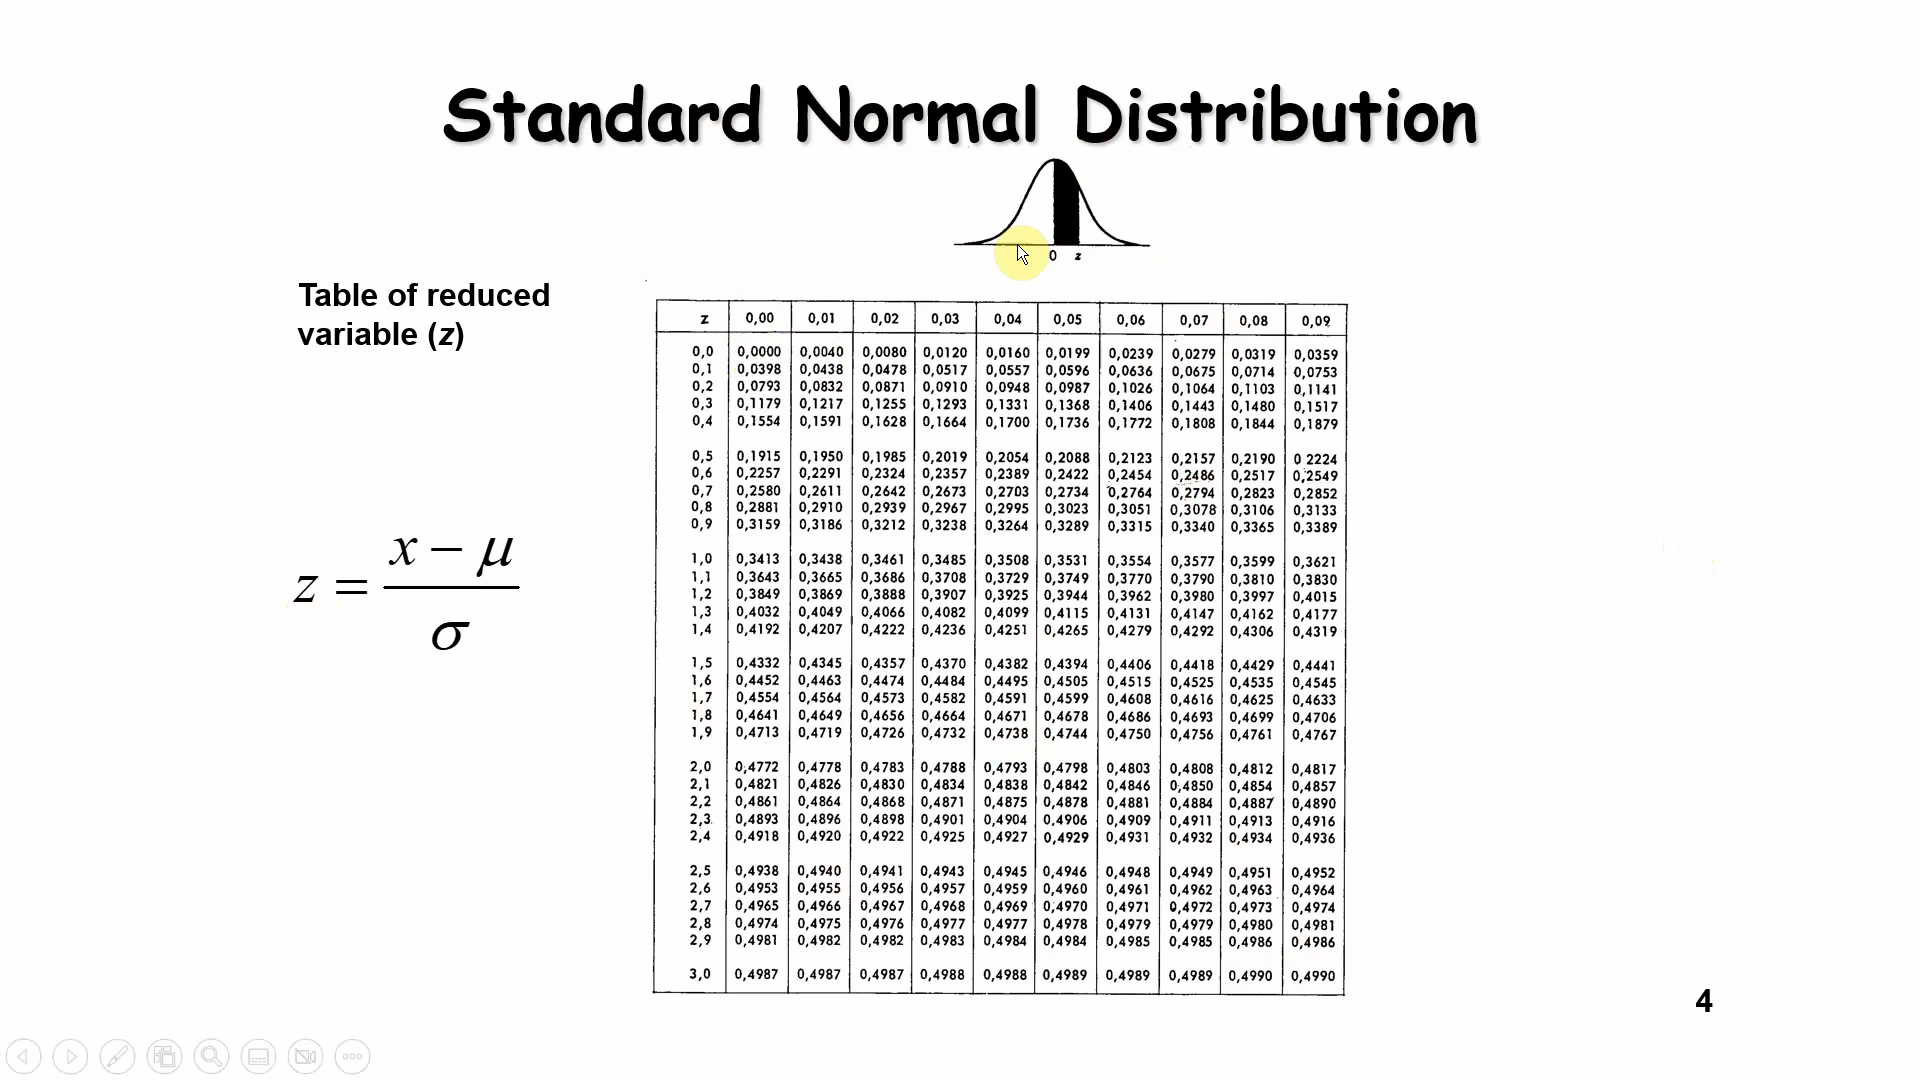 Standard Normal Distribution
0 z
Table of reduced
variable (z)
z = x − μ
σ
z 0,00 0,01 0,02 0,03 0,04 0,05 0,06 0,07 0,08 0,09
0,0 0,0000 0,0040 0,0080 0,0120 0,0160 0,0199 0,0239 0,0279 0,0319 0,0359
0,1 0,0398 0,0438 0,0478 0,0517 0,0557 0,0596 0,0636 0,0675 0,0714 0,0753
0,2 0,0793 0,0832 0,0871 0,0910 0,0948 0,0987 0,1026 0,1064 0,1103 0,1141
0,3 0,1179 0,1217 0,1255 0,1293 0,1331 0,1368 0,1406 0,1443 0,1480 0,1517
0,4 0,1554 0,1591 0,1628 0,1664 0,1700 0,1736 0,1772 0,1808 0,1844 0,1879
0,5 0,1915 0,1950 0,1985 0,2019 0,2054 0,2088 0,2123 0,2157 0,2190 0 2224
0,6 0,2257 0,2291 0,2324 0,2357 0,2389 0,2422 0,2454 0,2486 0,2517 0,2549
0,7 0,2580 0,2611 0,2642 0,2673 0,2703 0,2734 0,2764 0,2794 0,2823 0,2852
0,8 0,2881 0,2910 0,2939 0,2967 0,2995 0,3023 0,3051 0,3078 0,3106 0,3133
0,9 0,3159 0,3186 0,3212 0,3238 0,3264 0,3289 0,3315 0,3340 0,3365 0,3389
1,0 0,3413 0,3438 0,3461 0,3485 0,3508 0,3531 0,3554 0,3577 0,3599 0,3621
1,1 0,3643 0,3665 0,3686 0,3708 0,3729 0,3749 0,3770 0,3790 0,3810 0,3830
1,2 0,3849 0,3869 0,3888 0,3907 0,3925 0,3944 0,3962 0,3980 0,3997 0,4015
1,3 0,4032 0,4049 0,4066 0,4082 0,4099 0,4115 0,4131 0,4147 0,4162 0,4177
1,4 0,4192 0,4207 0,4222 0,4236 0,4251 0,4265 0,4279 0,4292 0,4306 0,4319
1,5 0,4332 0,4345 0,4357 0,4370 0,4382 0,4394 0,4406 0,4418 0,4429 0,4441
1,6 0,4452 0,4463 0,4474 0,4484 0,4495 0,4505 0,4515 0,4525 0,4535 0,4545
1,7 0,4554 0,4564 0,4573 0,4582 0,4591 0,4599 0,4608 0,4616 0,4625 0,4633
1,8 0,4641 0,4649 0,4656 0,4664 0,4671 0,4678 0,4686 0,4693 0,4699 0,4706
1,9 0,4713 0,4719 0,4726 0,4732 0,4738 0,4744 0,4750 0,4756 0,4761 0,4767
2,0 0,4772 0,4778 0,4783 0,4788 0,4793 0,4798 0,4803 0,4808 0,4812 0,4817
2,1 0,4821 0,4826 0,4830 0,4834 0,4838 0,4842 0,4846 0,4850 0,4854 0,4857
2,2 0,4861 0,4864 0,4868 0,4871 0,4875 0,4878 0,4881 0,4884 0,4887 0,4890
2,3 0,4893 0,4896 0,4898 0,4901 0,4904 0,4906 0,4909 0,4911 0,4913 0,4916
2,4 0,4918 0,4920 0,4922 0,4925 0,4927 0,4929 0,4931 0,4932 0,4934 0,4936
2,5 0,4938 0,4940 0,4941 0,4943 0,4945 0,4946 0,4948 0,4949 0,4951 0,4952
2,6 0,4953 0,4955 0,4956 0,4957 0,4959 0,4960 0,4961 0,4962 0,4963 0,4964
2,7 0,4965 0,4966 0,4967 0,4968 0,4969 0,4970 0,4971 0,4972 0,4973 0,4974
2,8 0,4974 0,4975 0,4976 0,4977 0,4977 0,4978 0,4979 0,4979 0,4980 0,4981
2,9 0,4981 0,4982 0,4982 0,4983 0,4984 0,4984 0,4985 0,4985 0,4986 0,4986
3,0 0,4987 0,4987 0,4987 0,4988 0,4988 0,4989 0,4989 0,4989 0,4990 0,4990
4